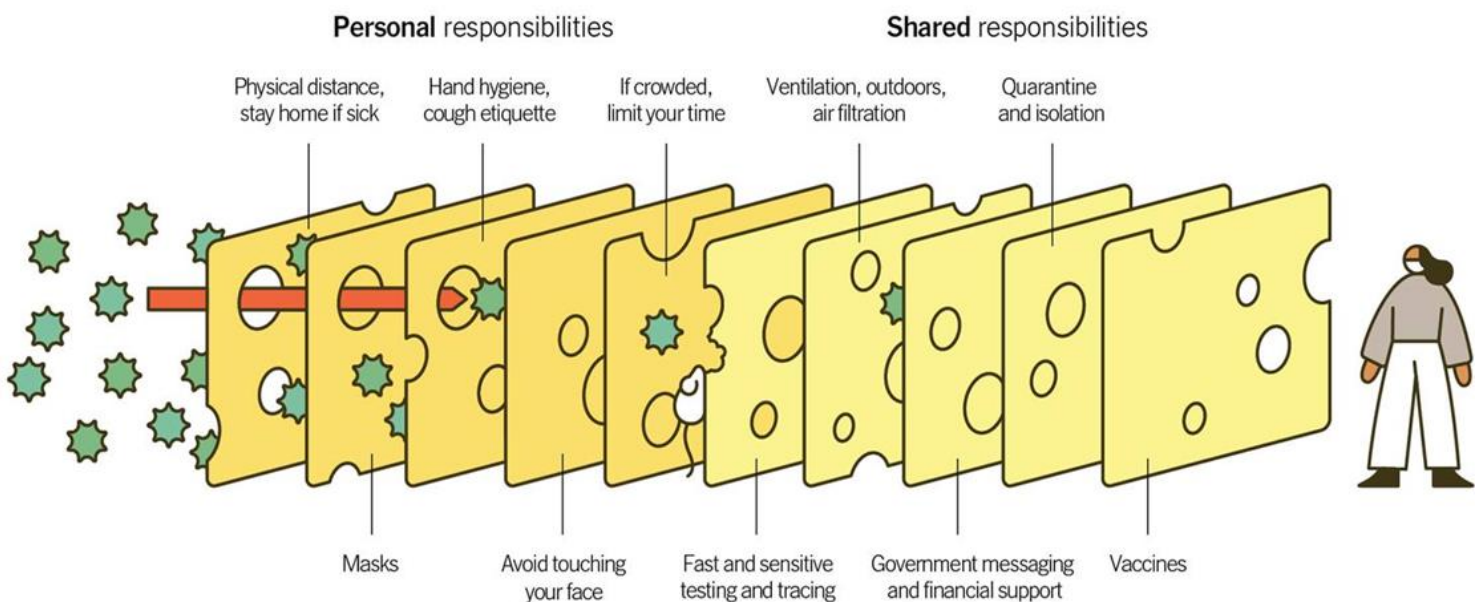 Personal responsibilities
Shared responsibilities
Physical distance,
stay home if sick
Hand hygiene,
cough etiquette
If crowded,
limit your time
Ventilation, outdoors,
air filtration
Quarantine
and isolation
Masks
Avoid touching
your face
Fast and sensitive
testing and tracing
Government messaging
and financial support
Vaccines